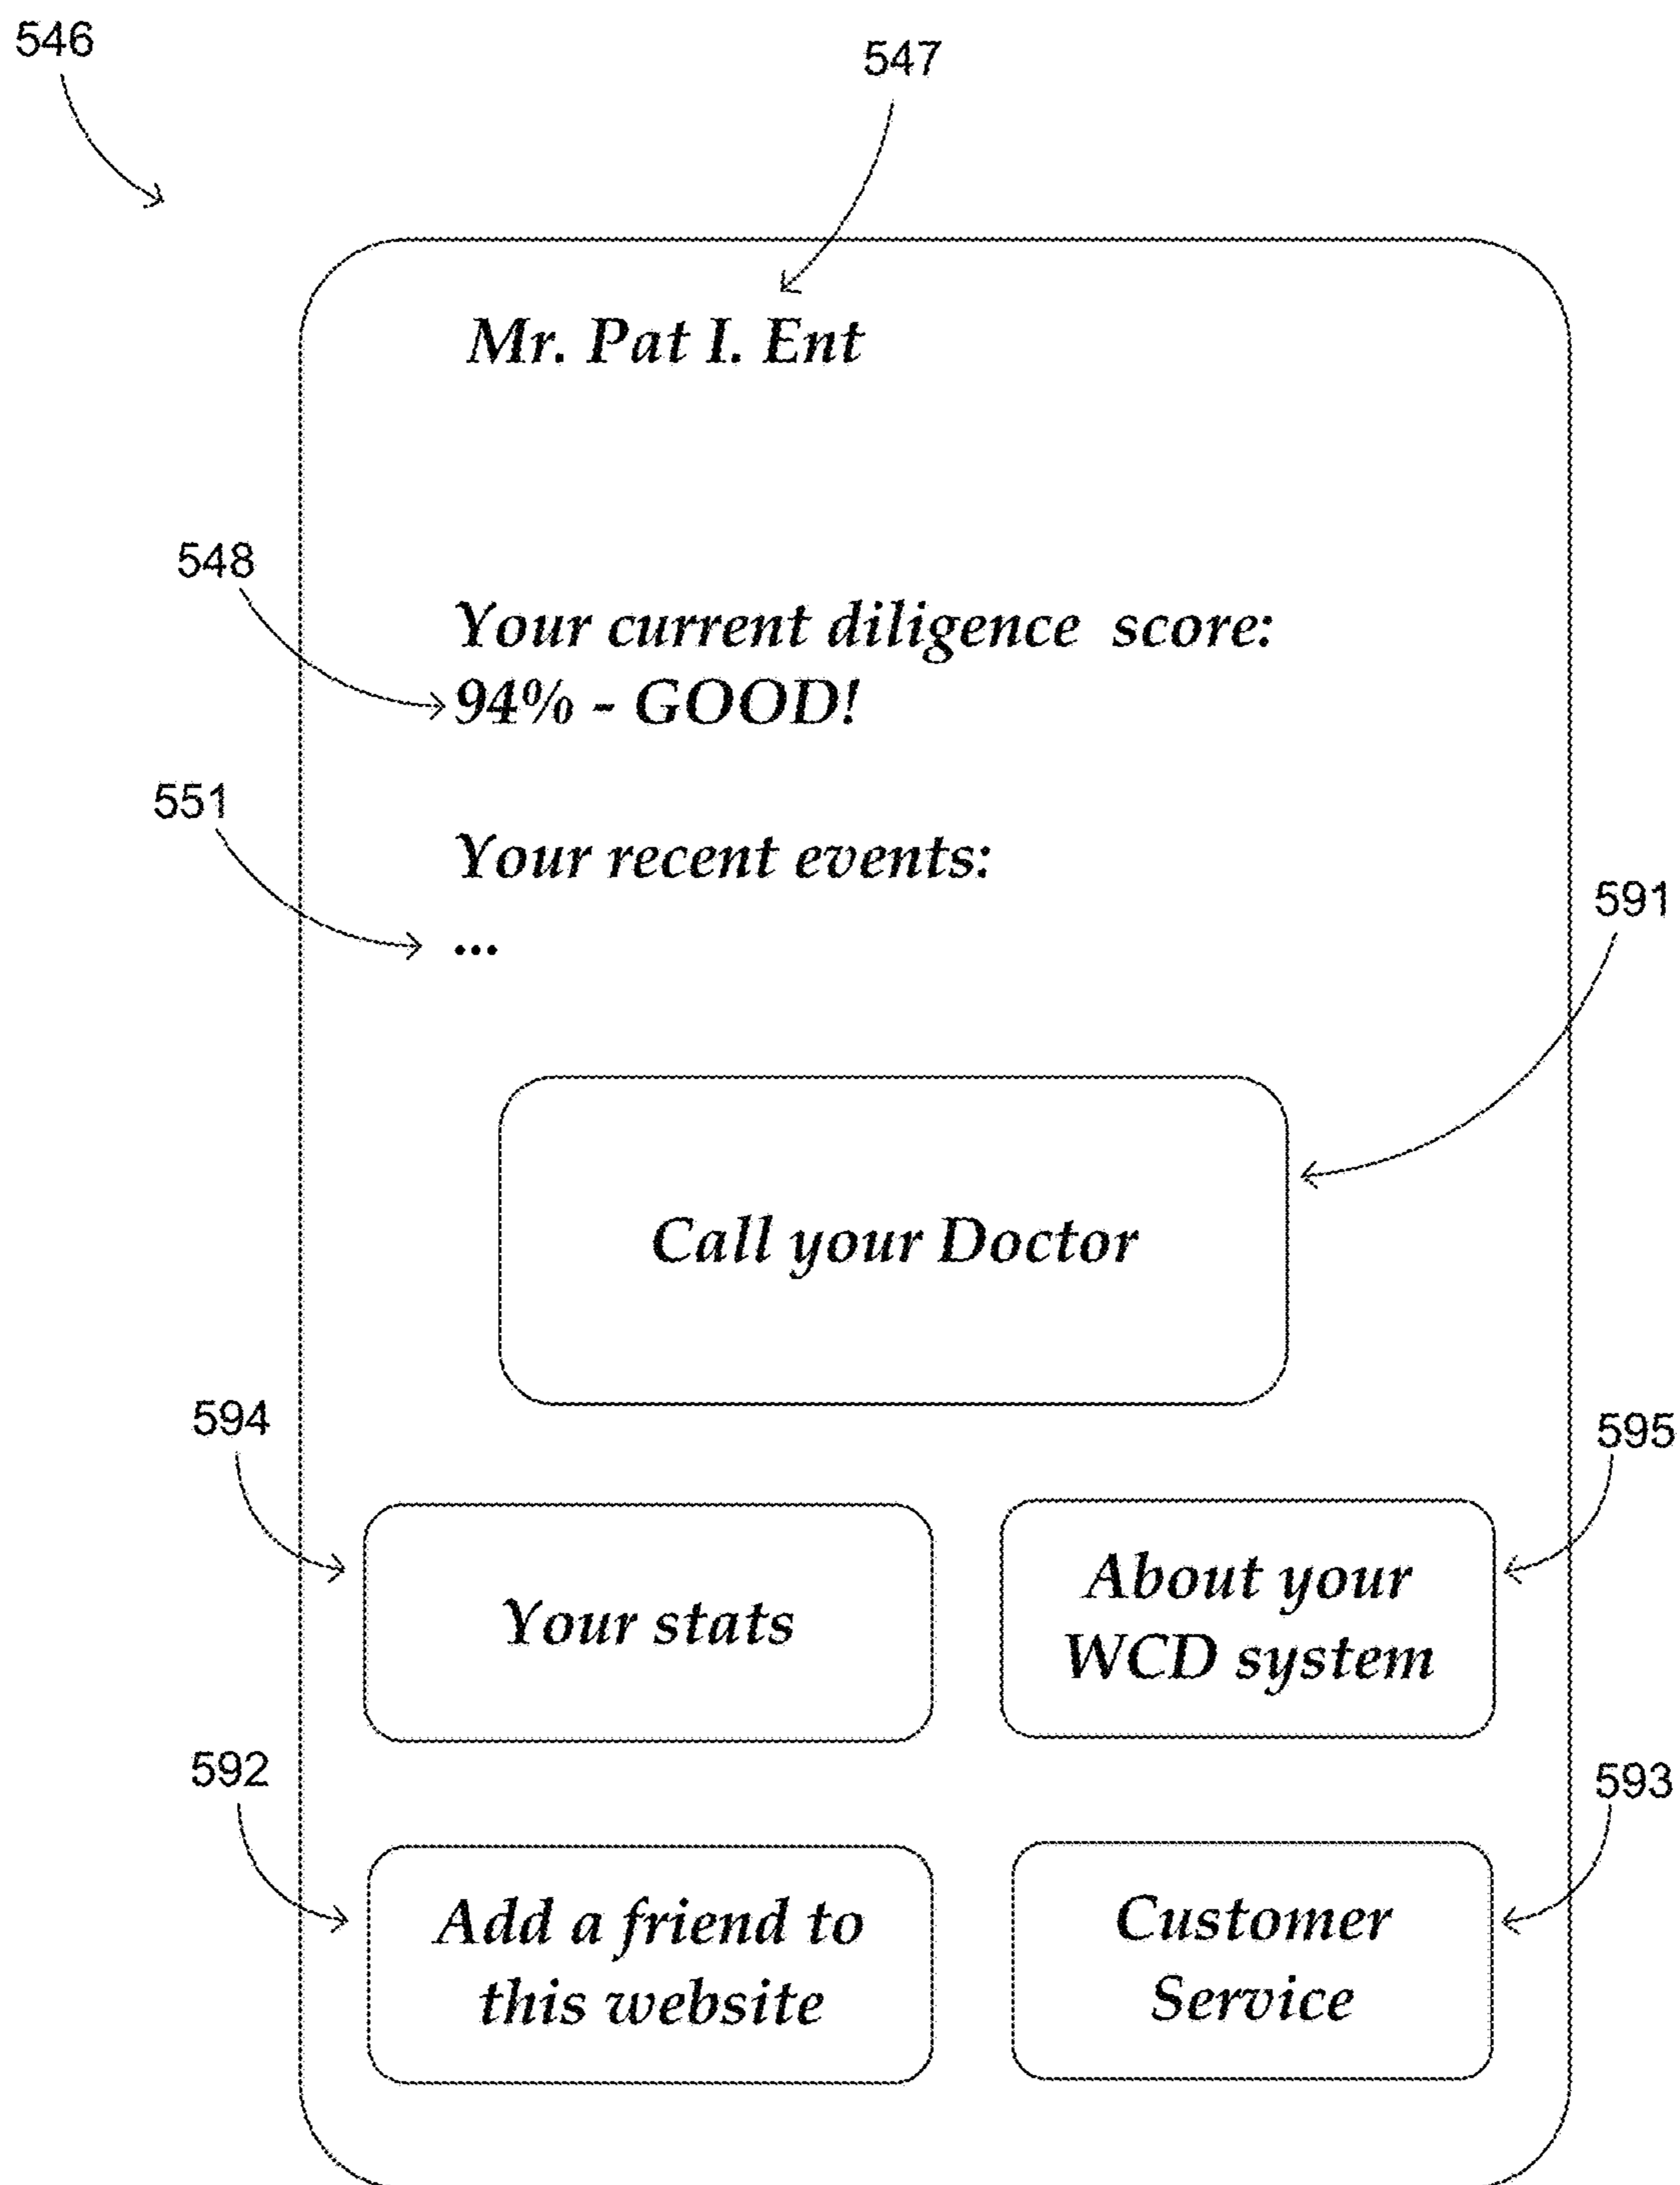 546
547
Mr. Pat I. Ent
548
Your current diligence score:
94% - GOOD!
551
Your recent events:
...
591
Call your Doctor
594
595
Your stats
About your
WCD system
592
593
Add a friend to
this website
Customer
Service